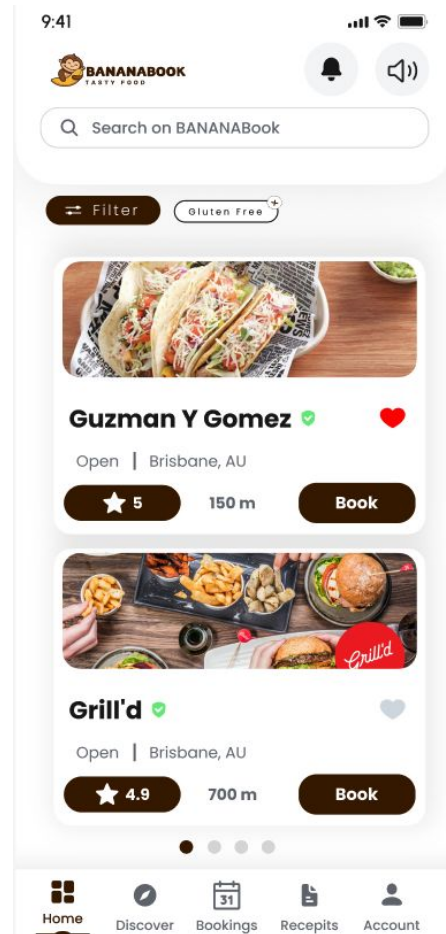 9:41
BANANABOOK
TASTY FOOD
Search on BANANABook
Filter
Gluten Free
Guzman Y Gomez
Open | Brisbane, AU
5 150 m Book
Grill'd
Grill'd
Open | Brisbane, AU
4.9 700 m Book
31
Home Discover Bookings Recepits Account